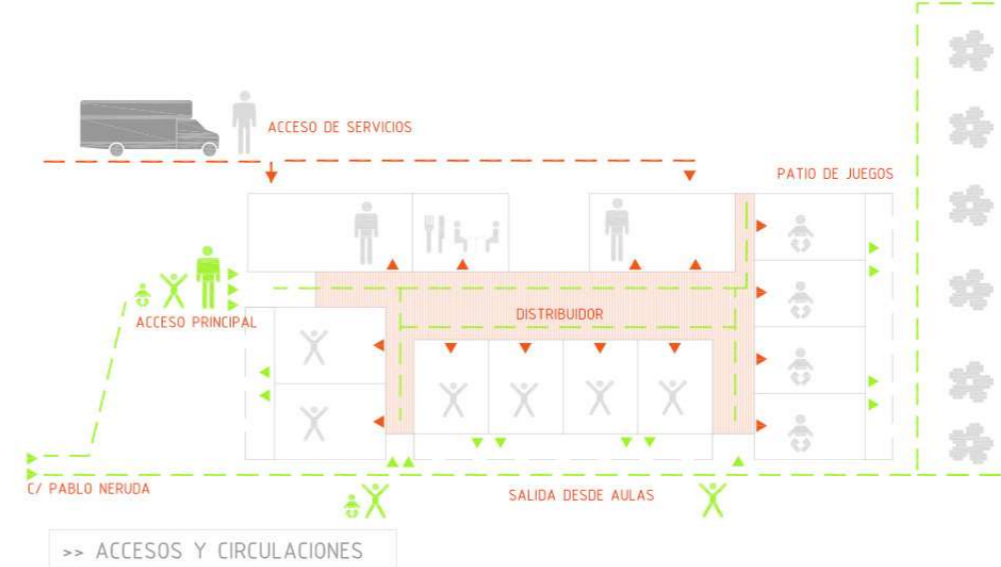 ACCESO DE SERVICIOS
PATIO DE JUEGOS
DISTRIBUIDOR
ACCESO PRINCIPAL
C/ PABLO NERUDA
SALIDA DESDE AULAS
>> ACCESOS Y CIRCULACIONES